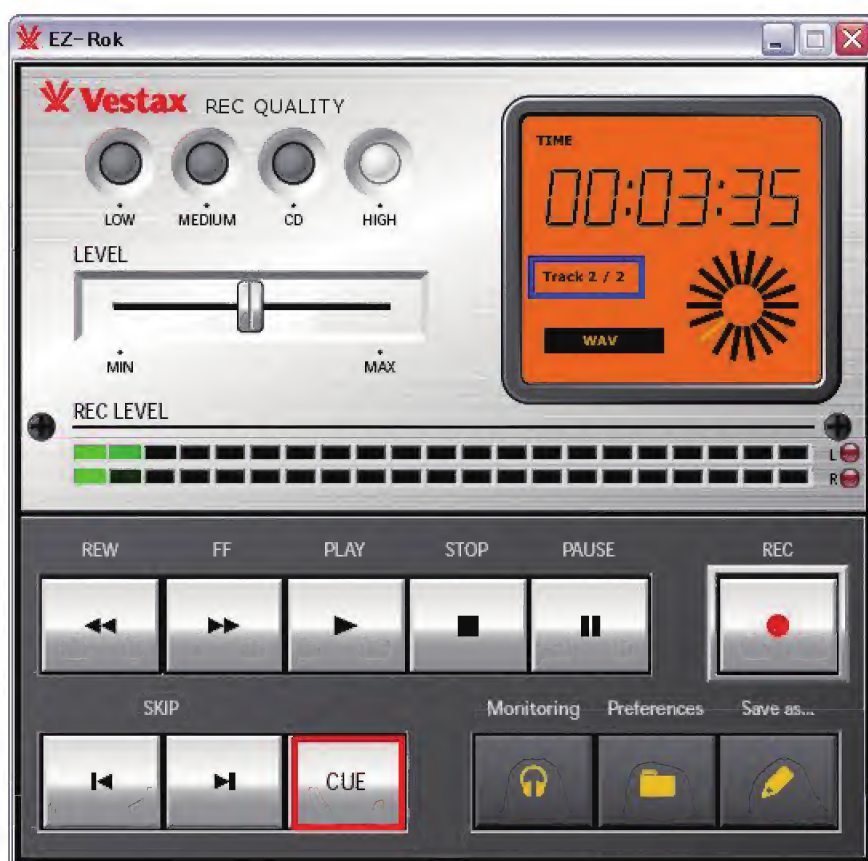 EZ-Rok
Vestax REC QUALITY
LOW MEDIUM CD HIGH
LEVEL
MIN MAX
TIME
00:03:35
Track 2 / 2
WAV
REC LEVEL
L
R
REW FF PLAY STOP PAUSE REC
SKIP
Monitoring Preferences Save as...
CUE